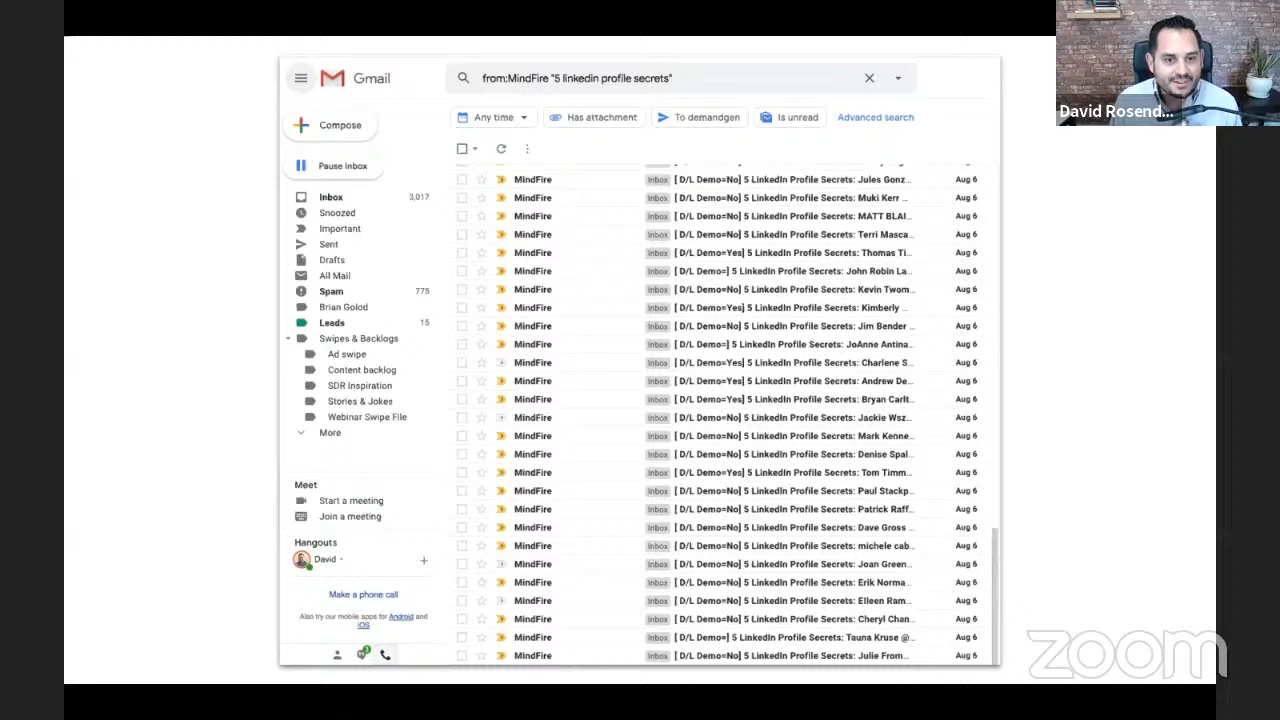 Gmail
from:MindFire "5 linkedin profile secrets"
David Rosend...
Compose
Any time
Has attachment
To demandgen
Is unread
Advanced search
Pause Inbox
Inbox 3,017
Snoozed
Important
Sent
Drafts
All Mail
Spam 775
Brian Golod
Leads 15
Swipes & Backlogs
Ad swipe
Content backlog
SDR Inspiration
Stories & Jokes
Webinar Swipe File
More
Meet
Start a meeting
Join a meeting
Hangouts
David
Make a phone call
Also try our mobile apps for Android and
iOS
MindFire Inbox [ D/L Demo=No] 5 LinkedIn Profile Secrets: Jules Gonz... Aug 6
MindFire Inbox [ D/L Demo=No] 5 LinkedIn Profile Secrets: Muki Kerr ... Aug 6
MindFire Inbox [ D/L Demo=No] 5 LinkedIn Profile Secrets: MATT BLAI... Aug 6
MindFire Inbox [ D/L Demo=No] 5 LinkedIn Profile Secrets: Terri Masca... Aug 6
MindFire Inbox [ D/L Demo=Yes] 5 LinkedIn Profile Secrets: Thomas Ti... Aug 6
MindFire Inbox [ D/L Demo=] 5 LinkedIn Profile Secrets: John Robin La... Aug 6
MindFire Inbox [ D/L Demo=No] 5 LinkedIn Profile Secrets: Kevin Twom... Aug 6
MindFire Inbox [ D/L Demo=Yes] 5 LinkedIn Profile Secrets: Kimberly ... Aug 6
MindFire Inbox [ D/L Demo=No] 5 LinkedIn Profile Secrets: Jim Bender ... Aug 6
MindFire Inbox [ D/L Demo=] 5 LinkedIn Profile Secrets: JoAnne Antina... Aug 6
MindFire Inbox [ D/L Demo=Yes] 5 LinkedIn Profile Secrets: Charlene S... Aug 6
MindFire Inbox [ D/L Demo=Yes] 5 LinkedIn Profile Secrets: Andrew De... Aug 6
MindFire Inbox [ D/L Demo=Yes] 5 LinkedIn Profile Secrets: Bryan Carlt... Aug 6
MindFire Inbox [ D/L Demo=No] 5 LinkedIn Profile Secrets: Jackie Wsz... Aug 6
MindFire Inbox [ D/L Demo=No] 5 LinkedIn Profile Secrets: Mark Kenne... Aug 6
MindFire Inbox [ D/L Demo=No] 5 LinkedIn Profile Secrets: Denise Spal... Aug 6
MindFire Inbox [ D/L Demo=Yes] 5 LinkedIn Profile Secrets: Tom Timm... Aug 6
MindFire Inbox [ D/L Demo=No] 5 LinkedIn Profile Secrets: Paul Stackp... Aug 6
MindFire Inbox [ D/L Demo=No] 5 LinkedIn Profile Secrets: Patrick Raff... Aug 6
MindFire Inbox [ D/L Demo=No] 5 LinkedIn Profile Secrets: Dave Gross ... Aug 6
MindFire Inbox [ D/L Demo=No] 5 LinkedIn Profile Secrets: michele cab... Aug 6
MindFire Inbox [ D/L Demo=No] 5 LinkedIn Profile Secrets: Joan Green... Aug 6
MindFire Inbox [ D/L Demo=No] 5 LinkedIn Profile Secrets: Erik Norma... Aug 6
MindFire Inbox [ D/L Demo=No] 5 LinkedIn Profile Secrets: Elleen Ram... Aug 6
MindFire Inbox [ D/L Demo=No] 5 LinkedIn Profile Secrets: Cheryl Chan... Aug 6
MindFire Inbox [ D/L Demo=] 5 LinkedIn Profile Secrets: Tauna Kruse @... Aug 6
MindFire Inbox [ D/L Demo=No] 5 LinkedIn Profile Secrets: Julie From... Aug 6
zoom